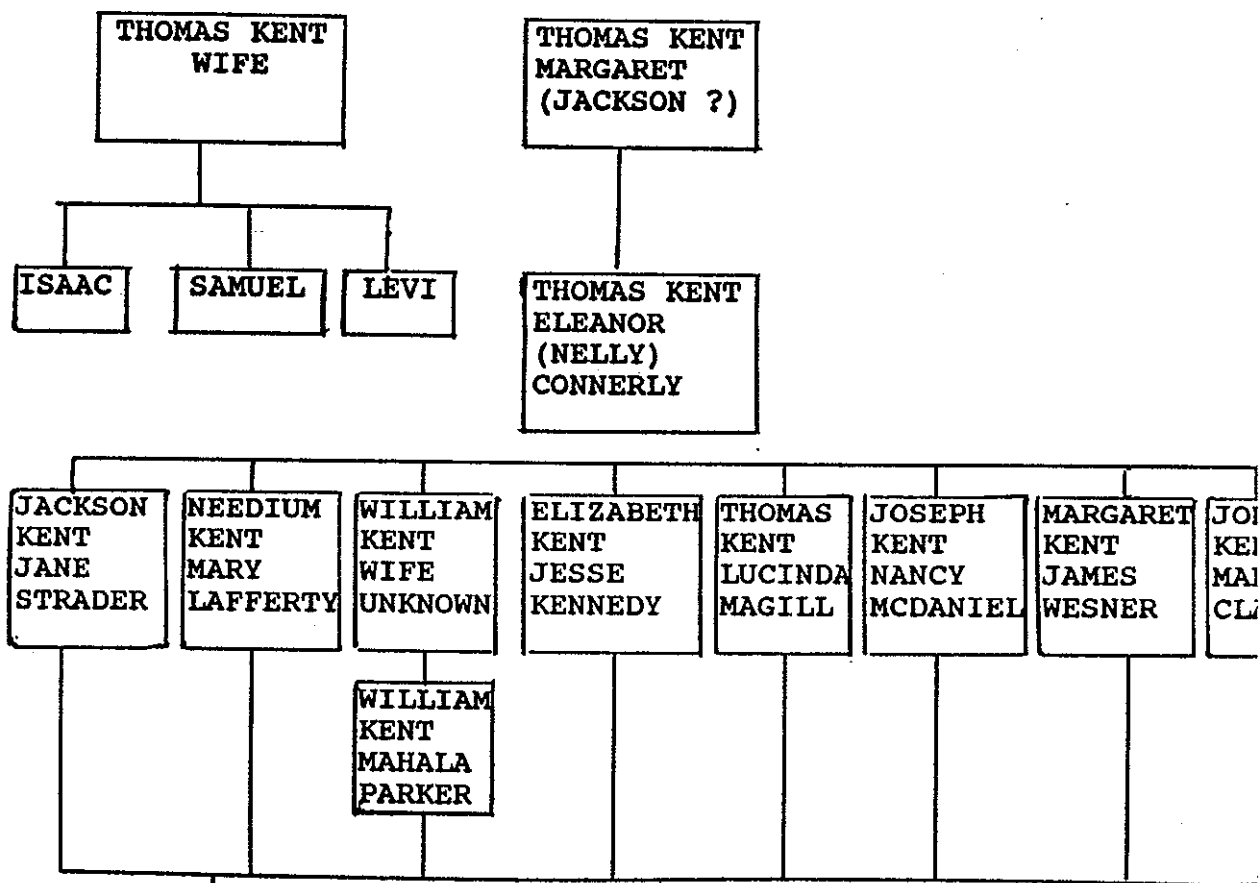 THOMAS KENT
WIFE
THOMAS KENT
MARGARET
(JACKSON ?)
ISAAC
SAMUEL
LEVI
THOMAS KENT
ELEANOR
(NELLY)
CONNERLY
JACKSON
KENT
JANE
STRADER
NEEDIUM
KENT
MARY
LAFFERTY
WILLIAM
KENT
WIFE
UNKNOWN
ELIZABETH
KENT
JESSE
KENNEDY
THOMAS
KENT
LUCINDA
MAGILL
JOSEPH
KENT
NANCY
MCDANIEL
MARGARET
KENT
JAMES
WESNER
WILLIAM
KENT
MAHALA
PARKER